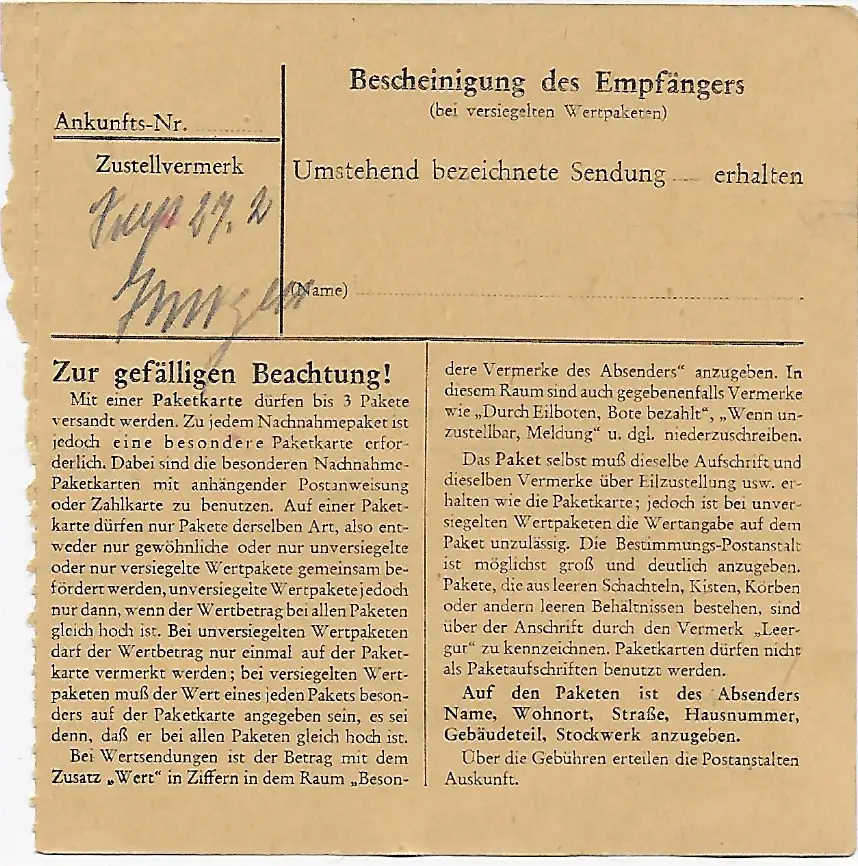 Ankunfts-Nr.
Zustellvermerk
27. 2
Bescheinigung des Empfängers
(bei versiegelten Wertpaketen)
Umstehend bezeichnete Sendung erhalten
(Name)
Zur gefälligen Beachtung!
Mit einer Paketkarte dürfen bis 3 Pakete
versandt werden. Zu jedem Nachnahmepaket ist
jedoch eine besondere Paketkarte erfor-
derlich. Dabei sind die besonderen Nachnahme-
Paketkarten mit anhängender Postanweisung
oder Zahlkarte zu benutzen. Auf einer Paket-
karte dürfen nur Pakete derselben Art, also ent-
weder nur gewöhnliche oder nur unversiegelte
oder nur versiegelte Wertpakete gemeinsam be-
fördert werden, unversiegelte Wertpakete jedoch
nur dann, wenn der Wertbetrag bei allen Paketen
gleich hoch ist. Bei unversiegelten Wertpaketen
darf der Wertbetrag nur einmal auf der Paket-
karte vermerkt werden; bei versiegelten Wert-
paketen muß der Wert eines jeden Pakets beson-
ders auf der Paketkarte angegeben sein, es sei
denn, daß er bei allen Paketen gleich hoch ist.
Bei Wertsendungen ist der Betrag mit dem
Zusatz „Wert“ in Ziffern in dem Raum „Beson-
dere Vermerke des Absenders“ anzugeben. In
diesem Raum sind auch gegebenenfalls Vermerke
wie „Durch Eilboten, Bote bezahlt“, „Wenn un-
zustellbar, Meldung“ u. dgl. niederzuschreiben.
Das Paket selbst muß dieselbe Aufschrift und
dieselben Vermerke über Eilzustellung usw. er-
halten wie die Paketkarte; jedoch ist bei unver-
siegelten Wertpaketen die Wertangabe auf dem
Paket unzulässig. Die Bestimmungs-Postanstalt
ist möglichst groß und deutlich anzugeben.
Pakete, die aus leeren Schachteln, Kisten, Körben
oder andern leeren Behältnissen bestehen, sind
über der Anschrift durch den Vermerk „Leer-
gut“ zu kennzeichnen. Paketkarten dürfen nicht
als Paketaufschriften benutzt werden.
Auf den Paketen ist des Absenders
Name, Wohnort, Straße, Hausnummer,
Gebäudeteil, Stockwerk anzugeben.
Über die Gebühren erteilen die Postanstalten
Auskunft.